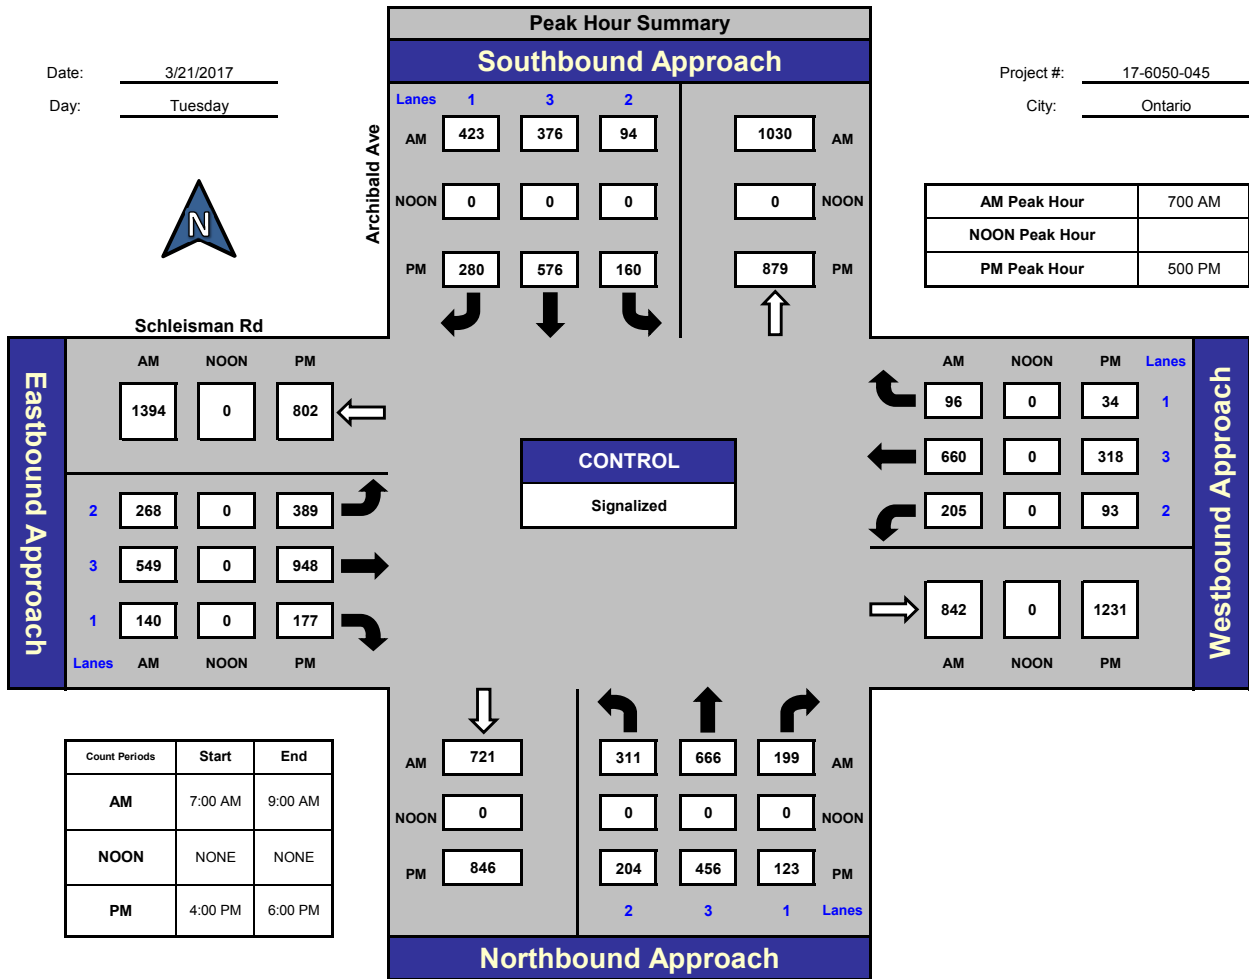 Peak Hour Summary
Southbound Approach
Date: 3/21/2017
Day: Tuesday
Project #: 17-6050-045
City: Ontario
Archibald Ave
Lanes 1 3 2
AM 423 376 94 1030 AM
NOON 0 0 0 0 NOON
PM 280 576 160 879 PM
N
AM Peak Hour 700 AM
NOON Peak Hour
PM Peak Hour 500 PM
Schleisman Rd
Eastbound Approach
AM NOON PM
1394 0 802
2 268 0 389
3 549 0 948
1 140 0 177
Lanes AM NOON PM
CONTROL
Signalized
AM NOON PM Lanes
96 0 34 1
660 0 318 3
205 0 93 2
842 0 1231
AM NOON PM
Westbound Approach
Count Periods Start End
AM 7:00 AM 9:00 AM
NOON NONE NONE
PM 4:00 PM 6:00 PM
AM 721 311 666 199 AM
NOON 0 0 0 0 NOON
PM 846 204 456 123 PM
2 3 1 Lanes
Northbound Approach